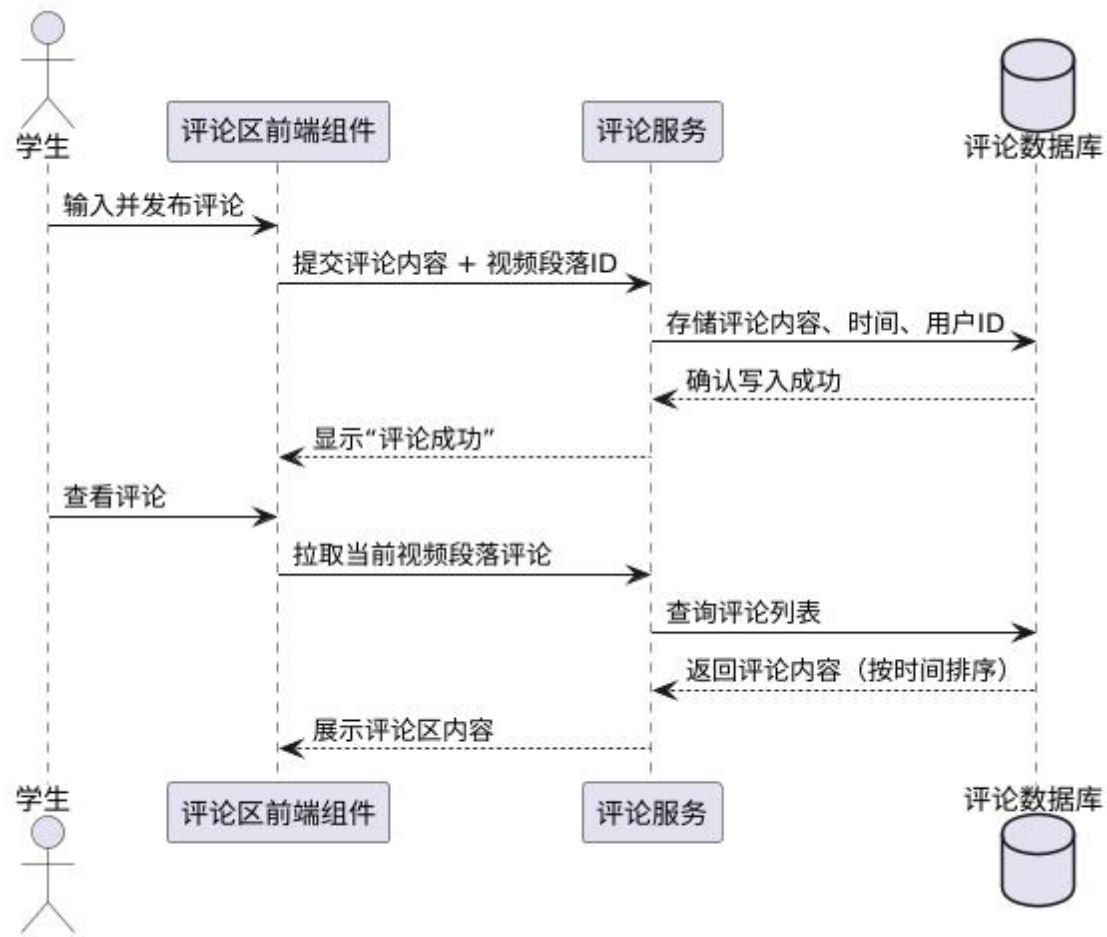 学生
评论区前端组件
评论服务
评论数据库
输入并发布评论
提交评论内容 + 视频段落ID
存储评论内容、时间、用户ID
确认写入成功
显示“评论成功”
查看评论
拉取当前视频段落评论
查询评论列表
返回评论内容（按时间排序）
展示评论区内容
学生
评论区前端组件
评论服务
评论数据库